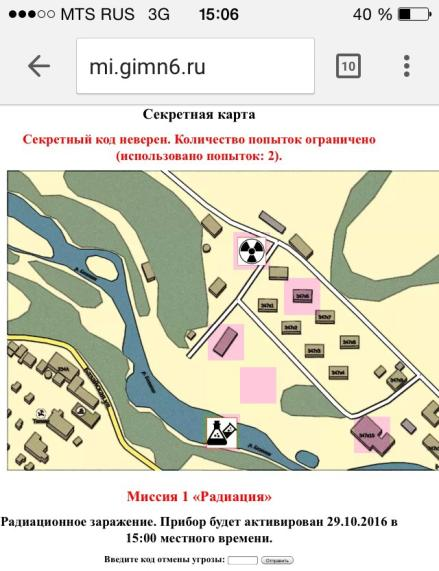 MTS RUS 3G 15:06 40 %
mi.gimn6.ru 10
Секретная карта
Секретный код неверен. Количество попыток ограничено
(использовано попыток: 2).
Миссия 1 «Радиация»
Радиационное заражение. Прибор будет активирован 29.10.2016 в
15:00 местного времени.
Введите код отмены угрозы: Отправить